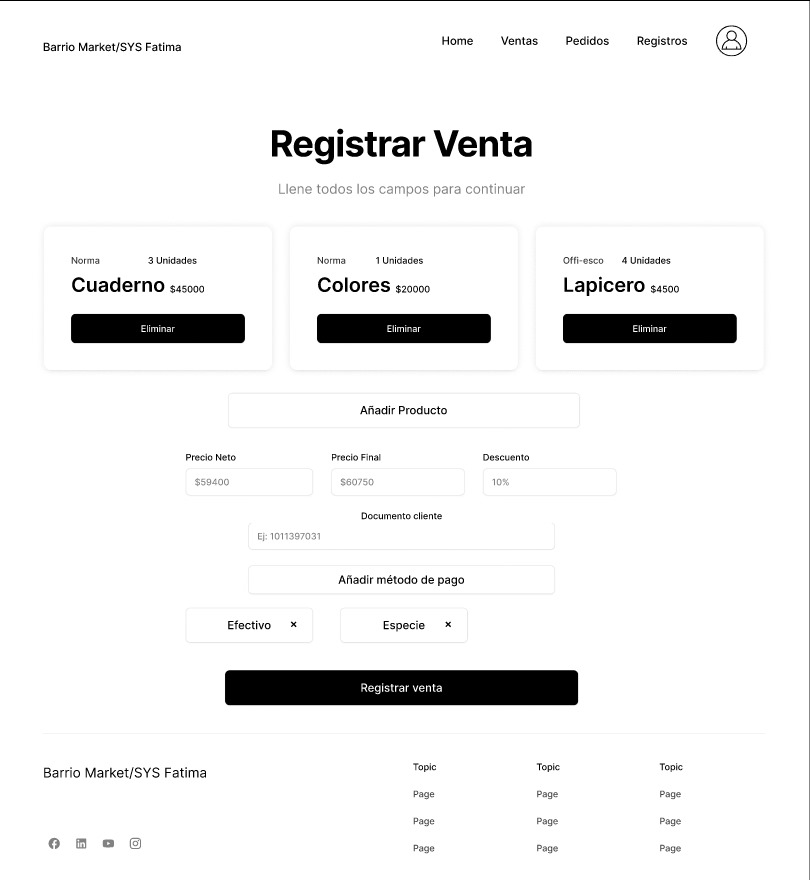 Barrio Market/SYS Fatima
Home Ventas Pedidos Registros
Registrar Venta
Llene todos los campos para continuar
Norma 3 Unidades
Cuaderno $45000
Eliminar
Norma 1 Unidades
Colores $20000
Eliminar
Offi-esco 4 Unidades
Lapicero $4500
Eliminar
Añadir Producto
Precio Neto Precio Final Descuento
$59400 $60750 10%
Documento cliente
Ej: 1011397031
Añadir método de pago
Efectivo × Especie ×
Registrar venta
Barrio Market/SYS Fatima
Topic Topic Topic
Page Page Page
Page Page Page
Page Page Page